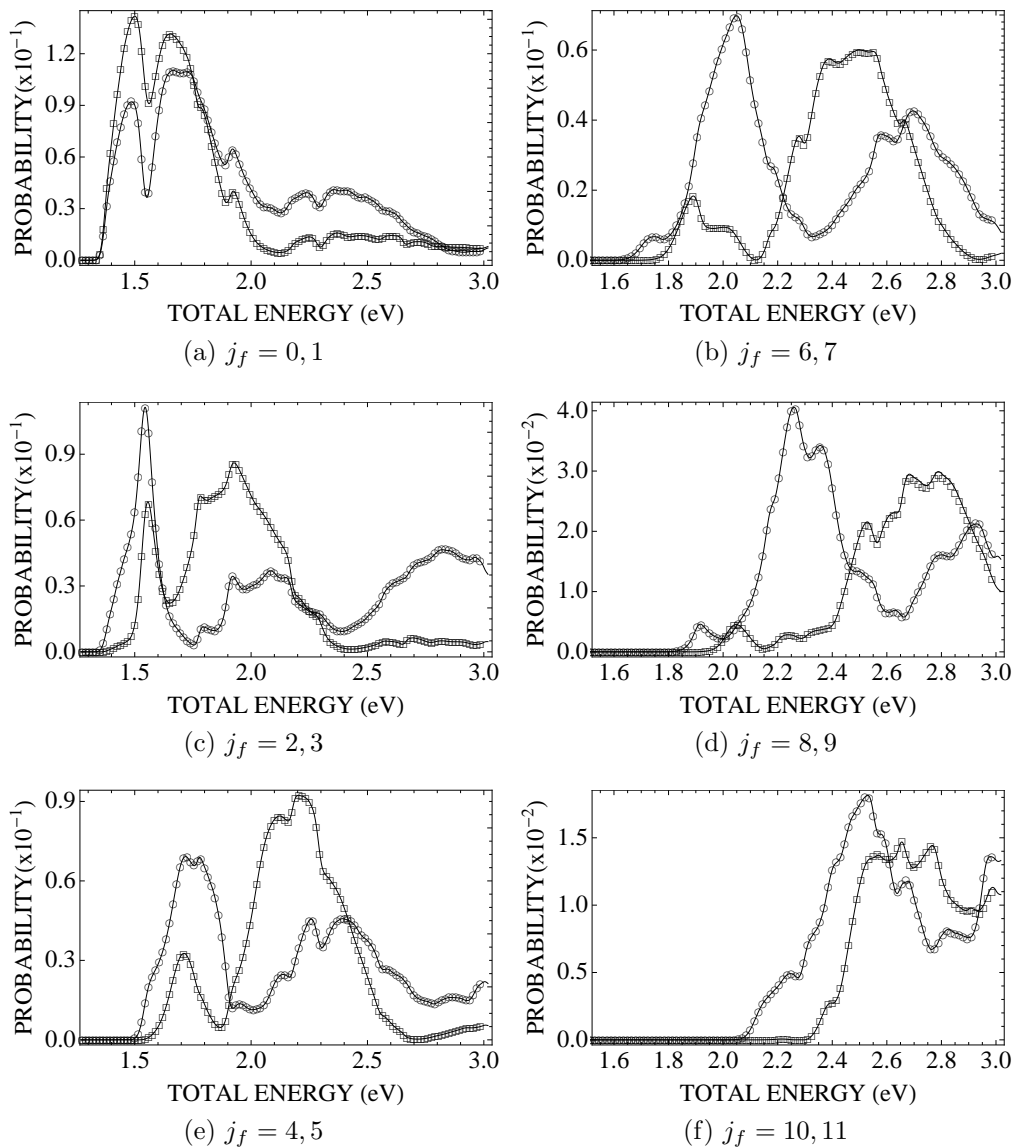 PROBABILITY(x10⁻¹)
1.2
0.9
0.6
0.3
0.0
1.5 2.0 2.5 3.0
TOTAL ENERGY (eV)
(a) j_f = 0, 1
PROBABILITY(x10⁻¹)
0.6
0.4
0.2
0.0
1.6 1.8 2.0 2.2 2.4 2.6 2.8 3.0
TOTAL ENERGY (eV)
(b) j_f = 6, 7
PROBABILITY(x10⁻¹)
0.9
0.6
0.3
0.0
1.5 2.0 2.5 3.0
TOTAL ENERGY (eV)
(c) j_f = 2, 3
PROBABILITY(x10⁻²)
4.0
3.0
2.0
1.0
0.0
1.6 1.8 2.0 2.2 2.4 2.6 2.8 3.0
TOTAL ENERGY (eV)
(d) j_f = 8, 9
PROBABILITY(x10⁻¹)
0.9
0.6
0.3
0.0
1.5 2.0 2.5 3.0
TOTAL ENERGY (eV)
(e) j_f = 4, 5
PROBABILITY(x10⁻²)
1.5
1.0
0.5
0.0
1.6 1.8 2.0 2.2 2.4 2.6 2.8 3.0
TOTAL ENERGY (eV)
(f) j_f = 10, 11